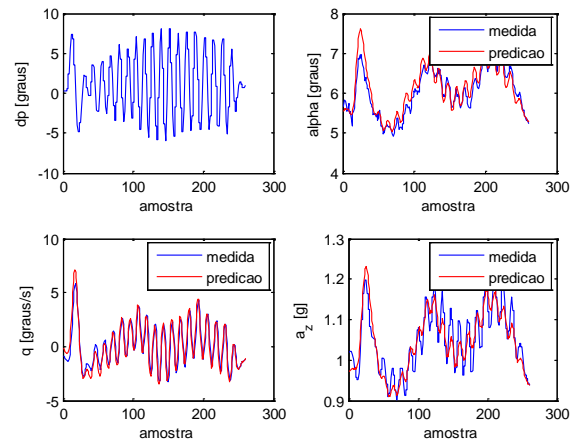 10
5
0
-5
-10
dp [graus]
0
100
200
300
amostra
8
7
6
5
4
alpha [graus]
medida
predicao
0
100
200
300
amostra
10
5
0
-5
q [graus/s]
medida
predicao
0
100
200
300
amostra
1.3
1.2
1.1
1
0.9
a_z [g]
medida
predicao
0
100
200
300
amostra